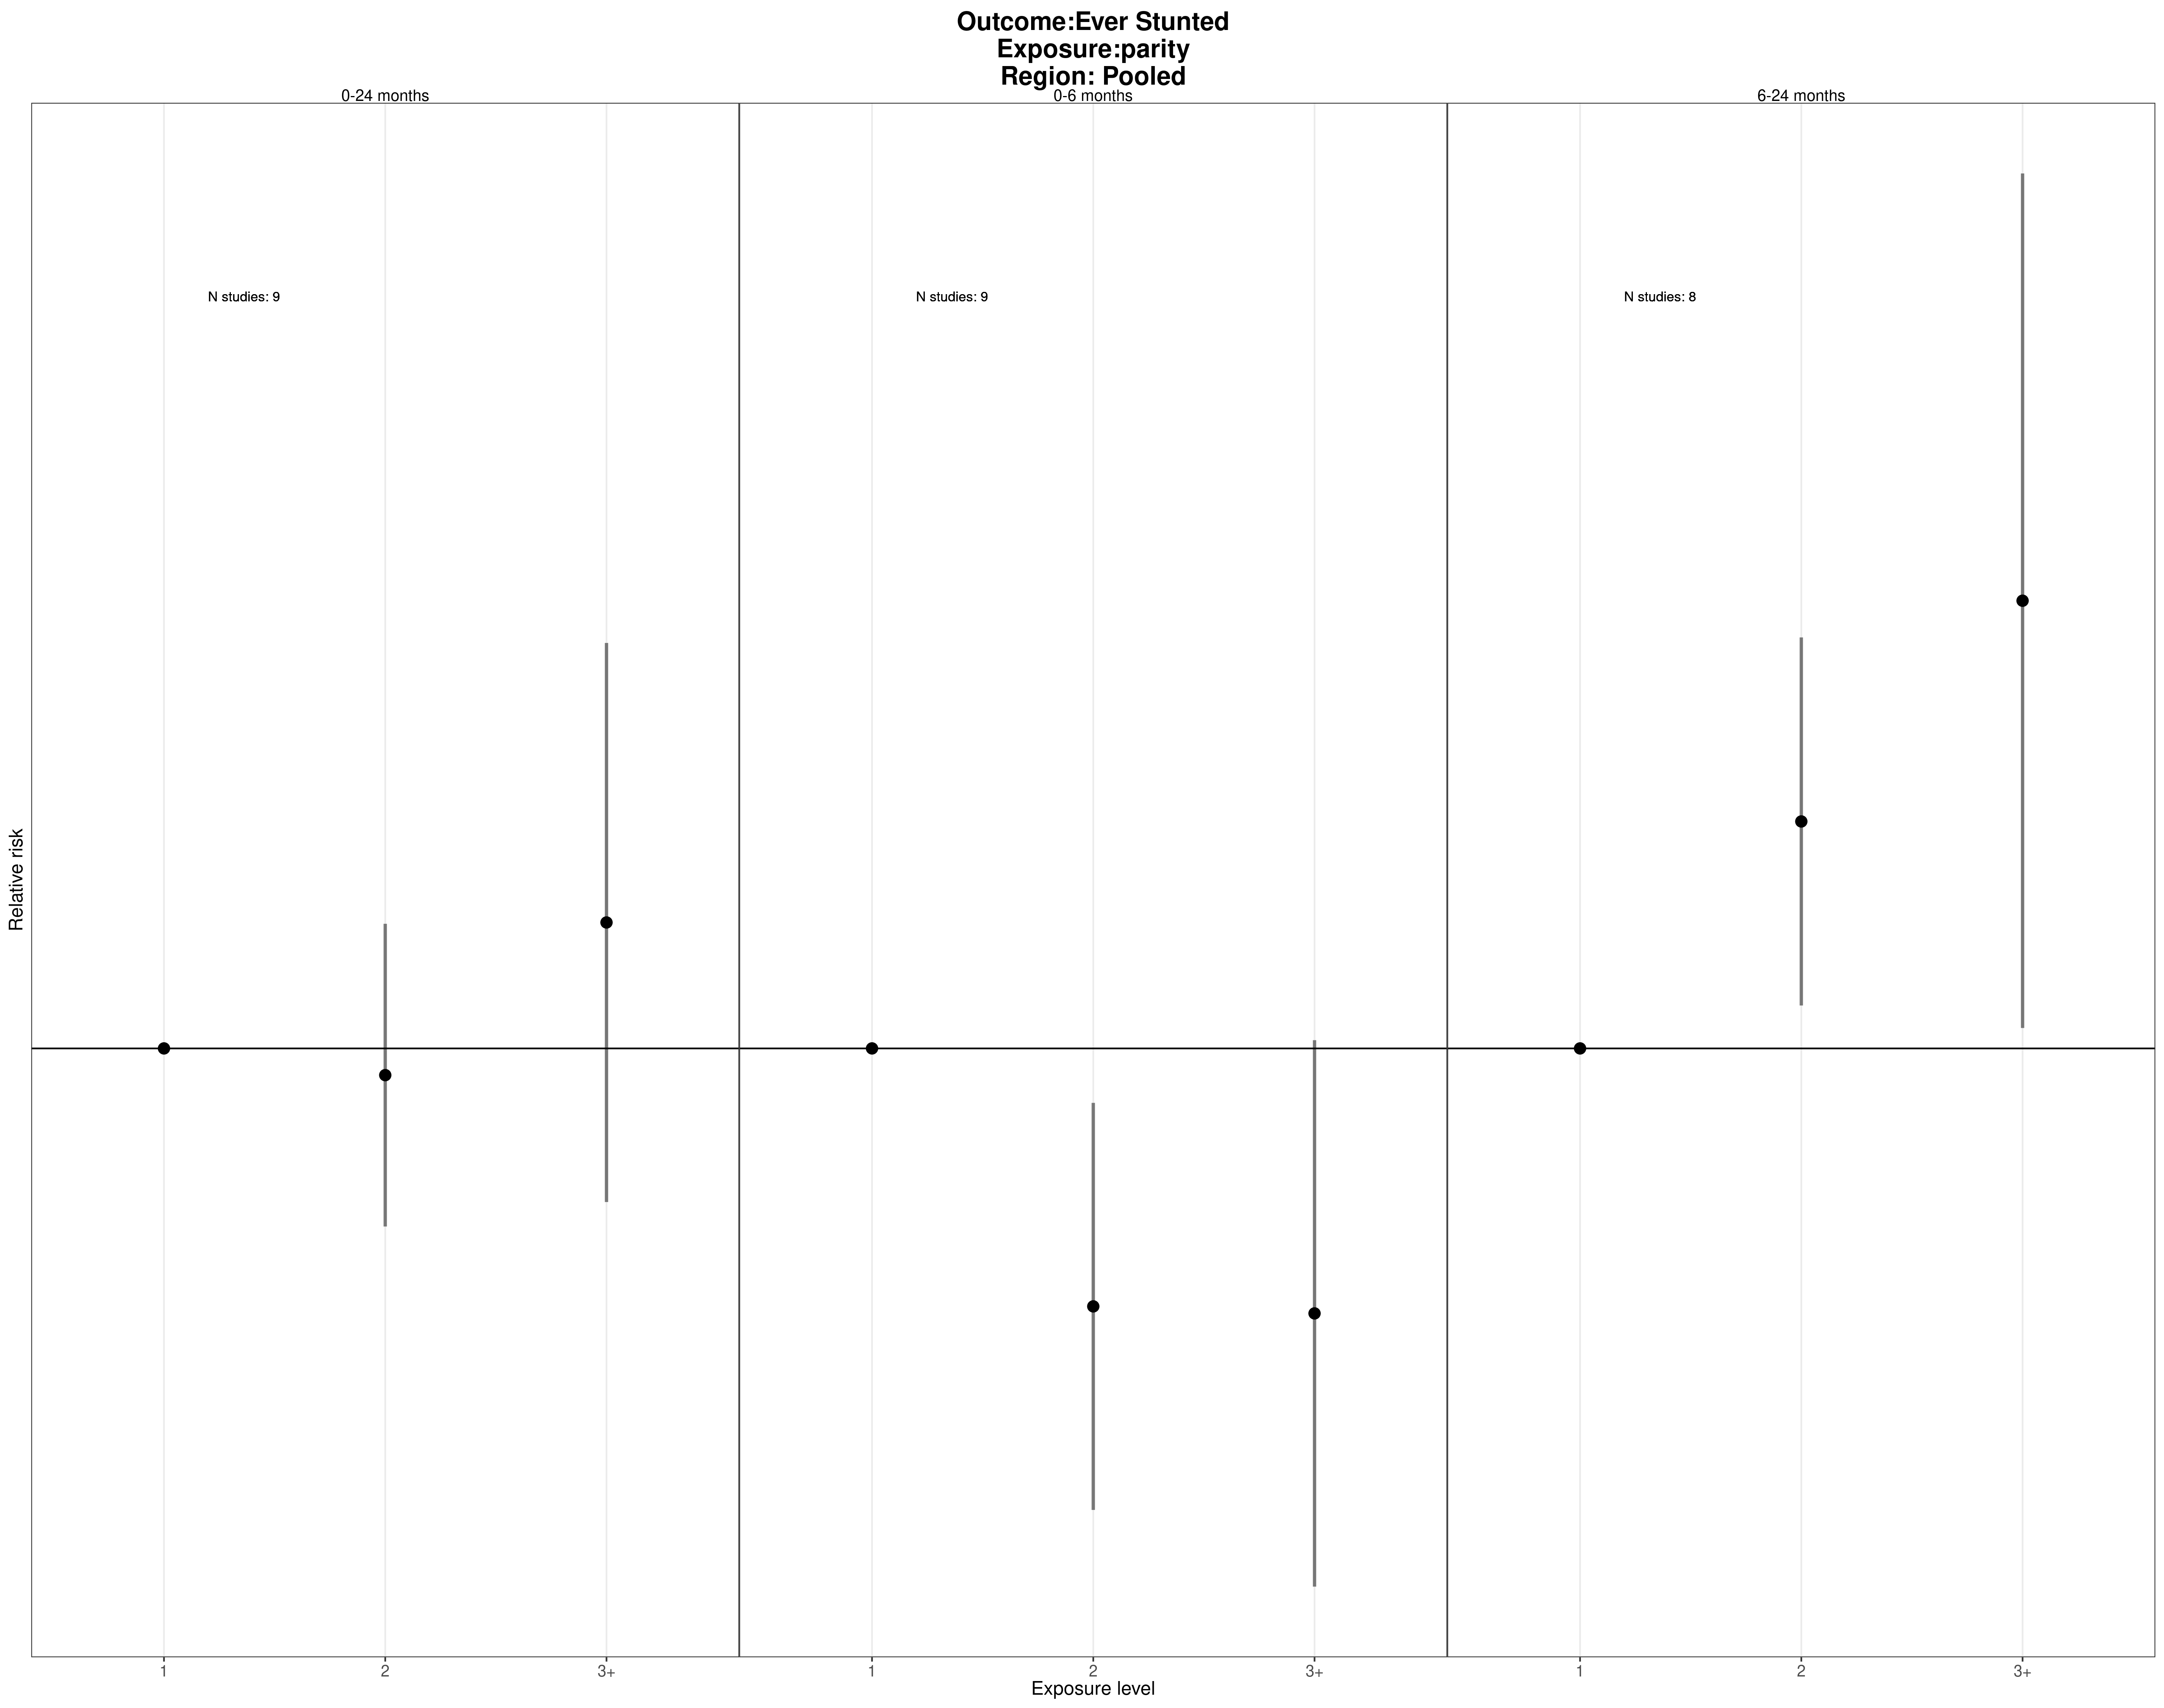 Outcome:Ever Stunted
Exposure:parity
Region: Pooled
0-24 months
0-6 months
6-24 months
N studies: 9
N studies: 9
N studies: 8
Relative risk
1
2
3+
1
2
3+
1
2
3+
Exposure level